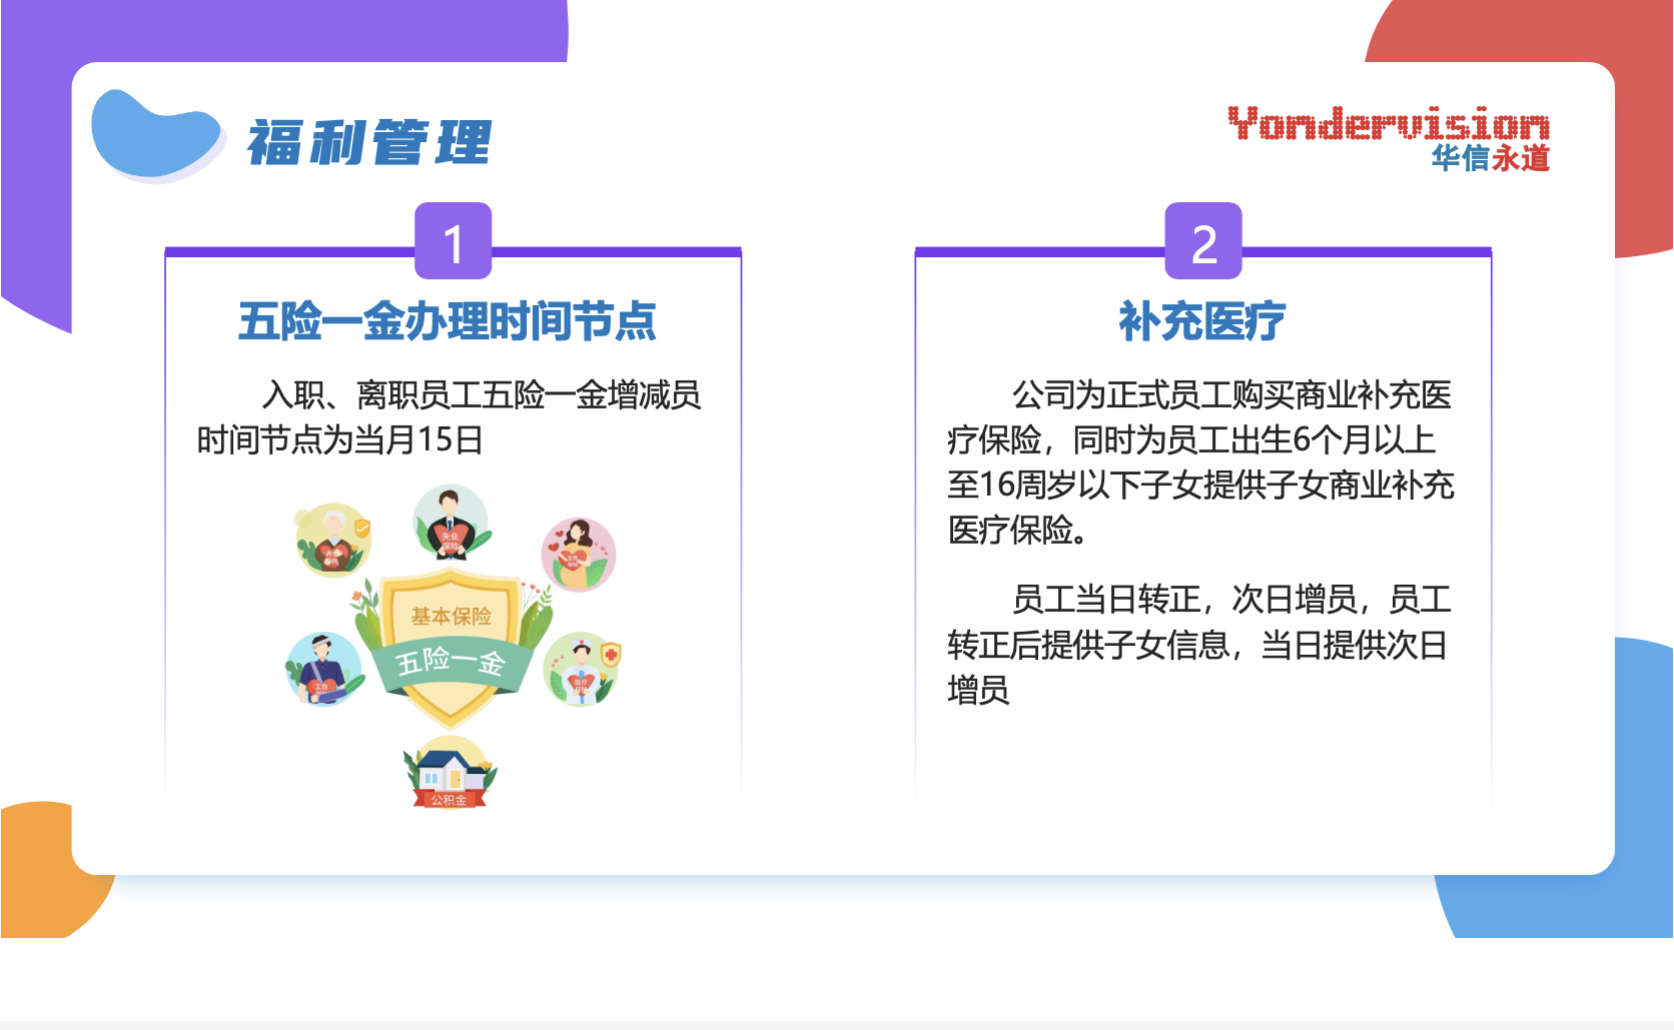 福利管理
Yondervision
华信永道
1
五险一金办理时间节点
入职、离职员工五险一金增减员
时间节点为当月15日
失业
保险
基本保险
五险一金
公积金
2
补充医疗
公司为正式员工购买商业补充医
疗保险，同时为员工出生6个月以上
至16周岁以下子女提供子女商业补充
医疗保险。
员工当日转正，次日增员，员工
转正后提供子女信息，当日提供次日
增员